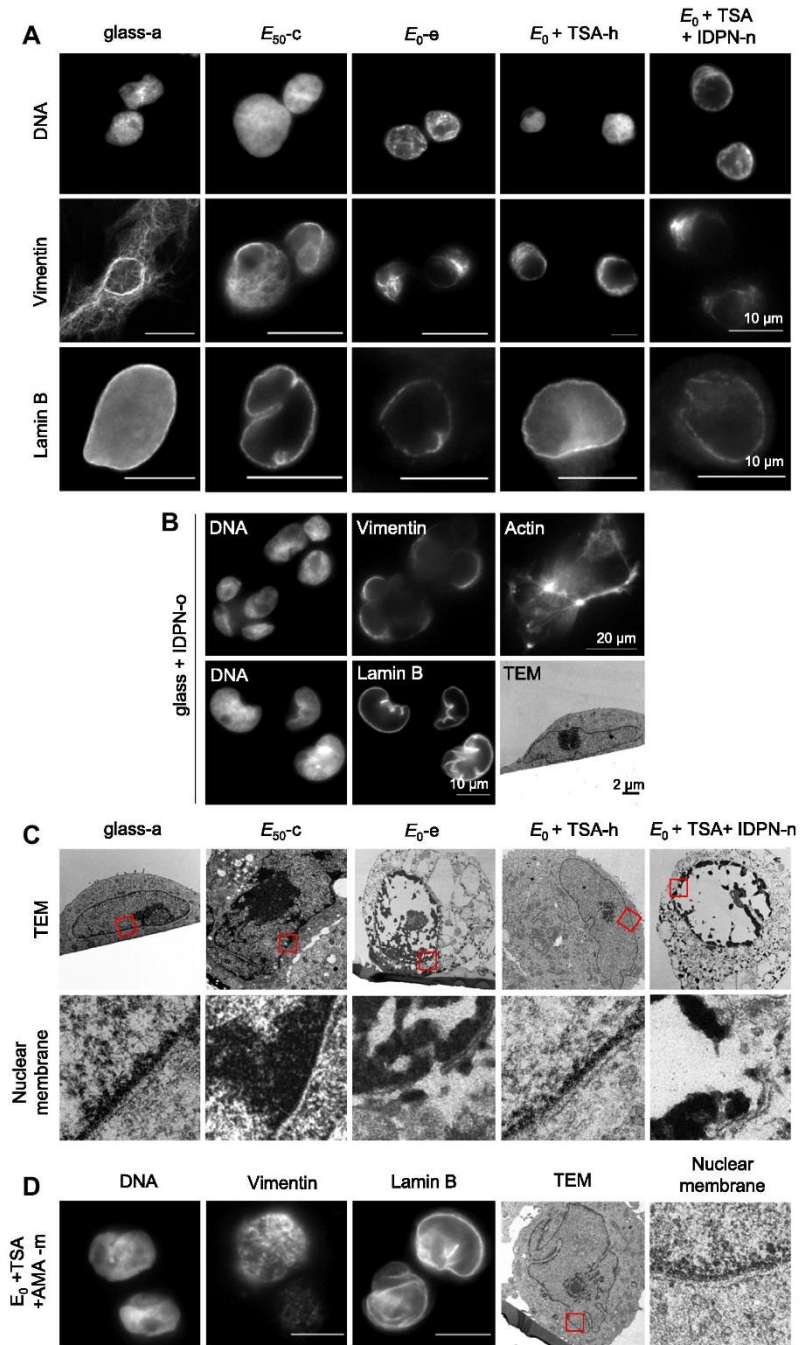 A
glass-a
E50-c
E0-e
E0 + TSA-h
E0 + TSA
+ IDPN-n
DNA
Vimentin
10 µm
Lamin B
10 µm
B
glass + IDPN-o
DNA
Vimentin
Actin
20 µm
DNA
Lamin B
TEM
10 µm
2 µm
C
glass-a
E50-c
E0-e
E0 + TSA-h
E0 + TSA+ IDPN-n
TEM
Nuclear
membrane
D
DNA
Vimentin
Lamin B
TEM
Nuclear
membrane
E0 +TSA
+AMA -m